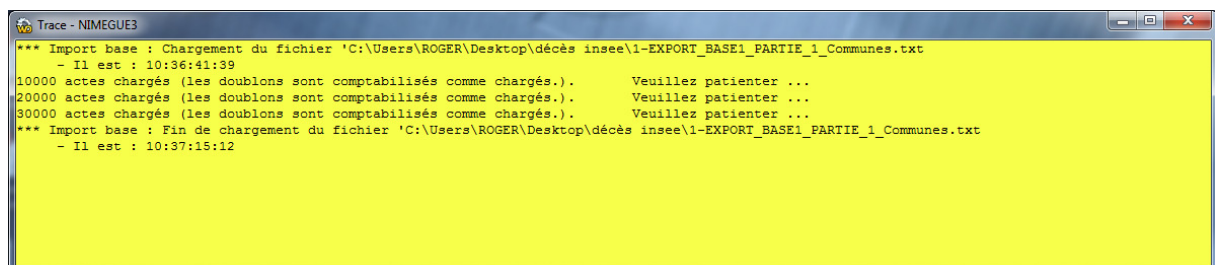 Trace - NIMEGUE3
*** Import base : Chargement du fichier 'C:\Users\ROGER\Desktop\décès insee\1-EXPORT_BASE1_PARTIE_1_Communes.txt
- Il est : 10:36:41:39
10000 actes chargés (les doublons sont comptabilisés comme chargés.). Veuillez patienter ...
20000 actes chargés (les doublons sont comptabilisés comme chargés.). Veuillez patienter ...
30000 actes chargés (les doublons sont comptabilisés comme chargés.). Veuillez patienter ...
*** Import base : Fin de chargement du fichier 'C:\Users\ROGER\Desktop\décès insee\1-EXPORT_BASE1_PARTIE_1_Communes.txt
- Il est : 10:37:15:12